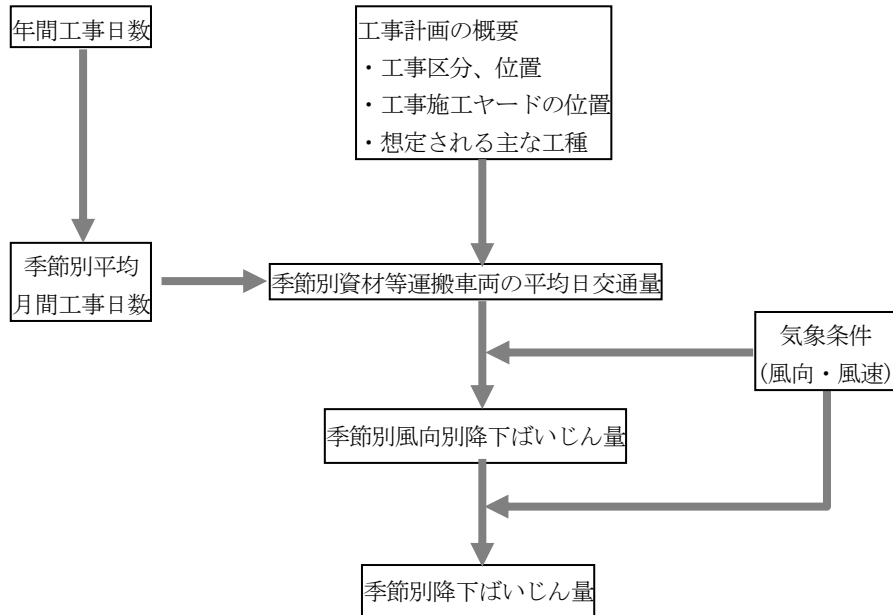 年間工事日数
工事計画の概要
・工事区分、位置
・工事施工ヤードの位置
・想定される主な工種
季節別平均
月間工事日数
季節別資材等運搬車両の平均日交通量
気象条件
(風向・風速)
季節別風向別降下ばいじん量
季節別降下ばいじん量